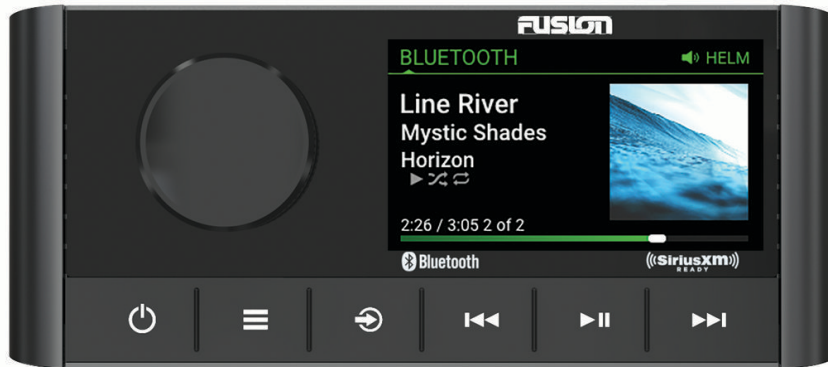 FUSION
BLUETOOTH
HELM
Line River
Mystic Shades
Horizon
2:26 / 3:05 2 of 2
Bluetooth
((SiriusXM))
READY